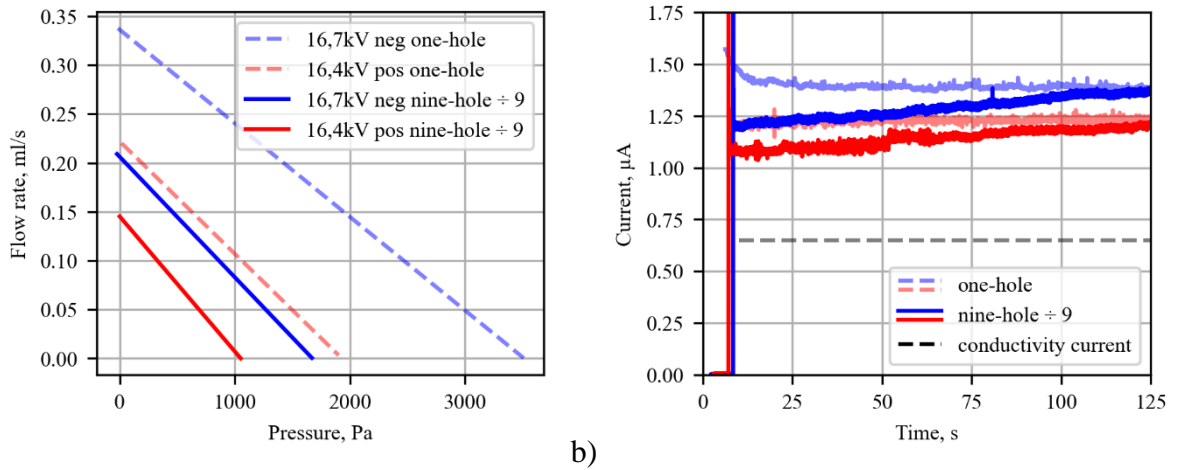 0.35
0.30
0.25
0.20
0.15
0.10
0.05
0.00
Flow rate, ml/s
0
1000
2000
3000
Pressure, Pa
16,7kV neg one-hole
16,4kV pos one-hole
16,7kV neg nine-hole ÷ 9
16,4kV pos nine-hole ÷ 9
b)
1.75
1.50
1.25
1.00
0.75
0.50
0.25
0.00
Current, µA
0
25
50
75
100
125
Time, s
one-hole
nine-hole ÷ 9
conductivity current